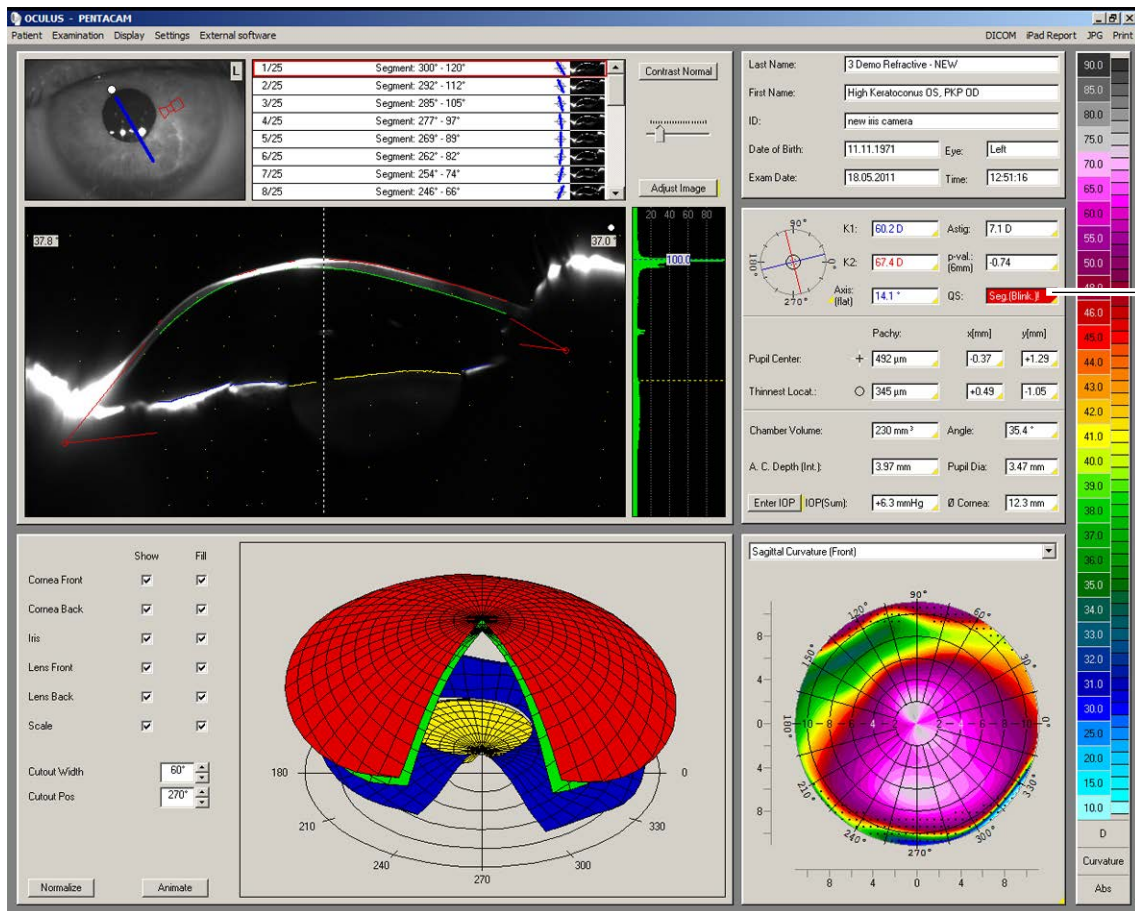 OCULUS - PENTACAM
Patient Examination Display Settings External software DICOM iPad Report JPG Print
L
1/25 Segment: 300° - 120°
2/25 Segment: 292° - 112°
3/25 Segment: 285° - 105°
4/25 Segment: 277° - 97°
5/25 Segment: 269° - 89°
6/25 Segment: 262° - 82°
7/25 Segment: 254° - 74°
8/25 Segment: 246° - 66°
Contrast Normal
Adjust Image
37.8 °
37.0 °
20 40 60 80
100.0
Last Name: 3 Demo Refractive - NEW
First Name: High Keratoconus OS, PKP OD
ID: new iris camera
Date of Birth: 11.11.1971 Eye: Left
Exam Date: 18.05.2011 Time: 12:51:16
90°
180°
0°
270°
K1: 60.2 D Astig: 7.1 D
K2: 67.4 D p-val.: (6mm) -0.74
Axis: (flat) 14.1 ° QS: Seg.(Blink.)!
Pachy: x[mm] y[mm]
Pupil Center: + 492 µm -0.37 +1.29
Thinnest Locat.: O 345 µm +0.49 -1.05
Chamber Volume: 230 mm³ Angle: 35.4 °
A. C. Depth (Int.): 3.97 mm Pupil Dia: 3.47 mm
Enter IOP IOP(Sum): +6.3 mmHg Ø Cornea: 12.3 mm
Show Fill
Cornea Front
Cornea Back
Iris
Lens Front
Lens Back
Scale
Cutout Width 60°
Cutout Pos 270°
Normalize Animate
180
0
210
330
240
300
270
Sagittal Curvature (Front)
90°
120° 60°
150° 30°
180° 0°
210° 330°
240° 300°
270°
8
4
0
4
8
10 8 6 4 2 2 4 6 8 10
8 4 0 4 8
90.0
85.0
80.0
75.0
70.0
65.0
60.0
55.0
50.0
48.0
46.0
45.0
44.0
43.0
42.0
41.0
40.0
39.0
38.0
37.0
36.0
35.0
34.0
33.0
32.0
31.0
30.0
25.0
20.0
15.0
10.0
D
Curvature
Abs